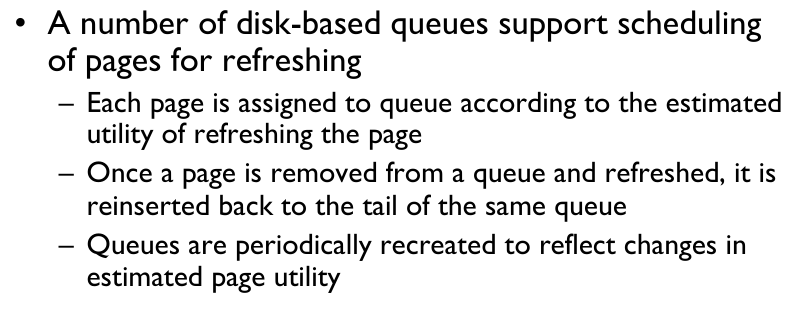 • A number of disk-based queues support scheduling
of pages for refreshing
– Each page is assigned to queue according to the estimated
utility of refreshing the page
– Once a page is removed from a queue and refreshed, it is
reinserted back to the tail of the same queue
– Queues are periodically recreated to reflect changes in
estimated page utility